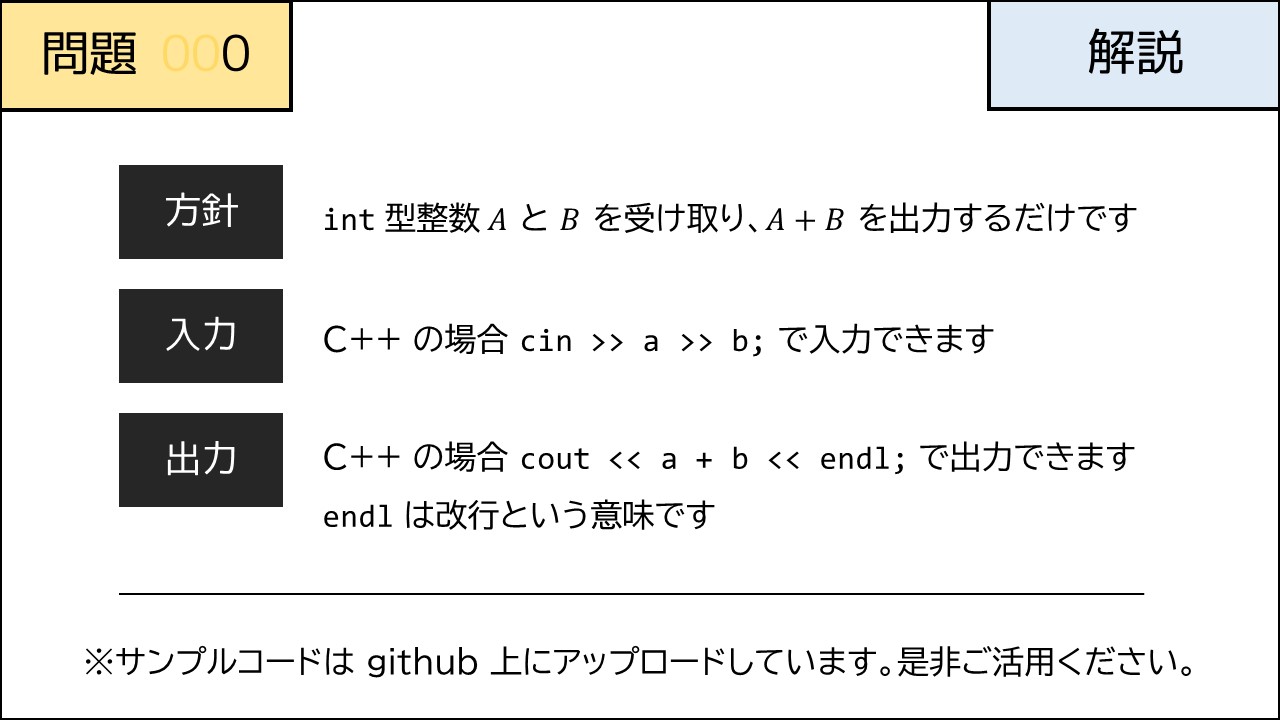 問題 000
解説
方針
int 型整数 A と B を受け取り、A + B を出力するだけです
入力
C++ の場合 cin >> a >> b; で入力できます
出力
C++ の場合 cout << a + b << endl; で出力できます
endl は改行という意味です
※サンプルコードは github 上にアップロードしています。是非ご活用ください。